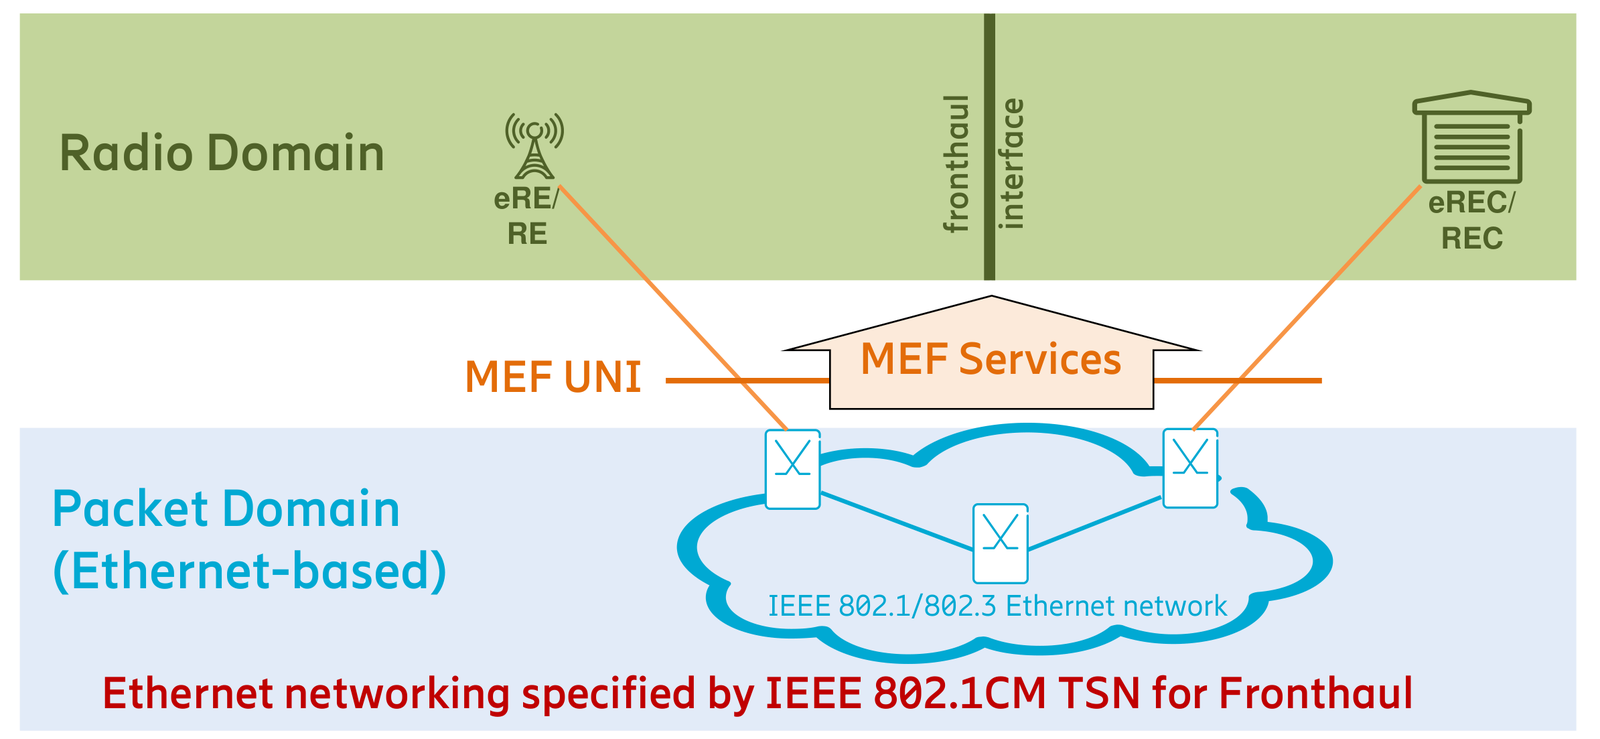 Radio Domain
eRE/
RE
fronthaul
interface
eREC/
REC
MEF UNI
MEF Services
Packet Domain
(Ethernet-based)
IEEE 802.1/802.3 Ethernet network
Ethernet networking specified by IEEE 802.1CM TSN for Fronthaul